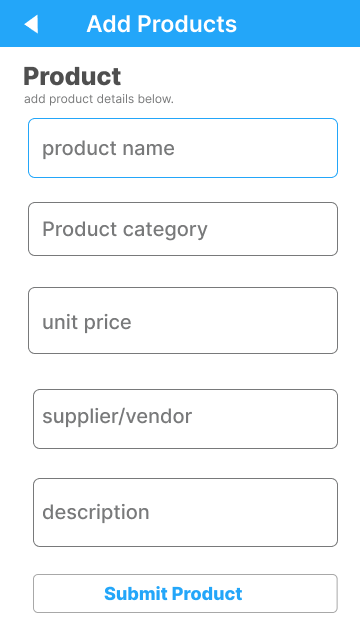 Add Products
Product
add product details below.
product name
Product category
unit price
supplier/vendor
description
Submit Product